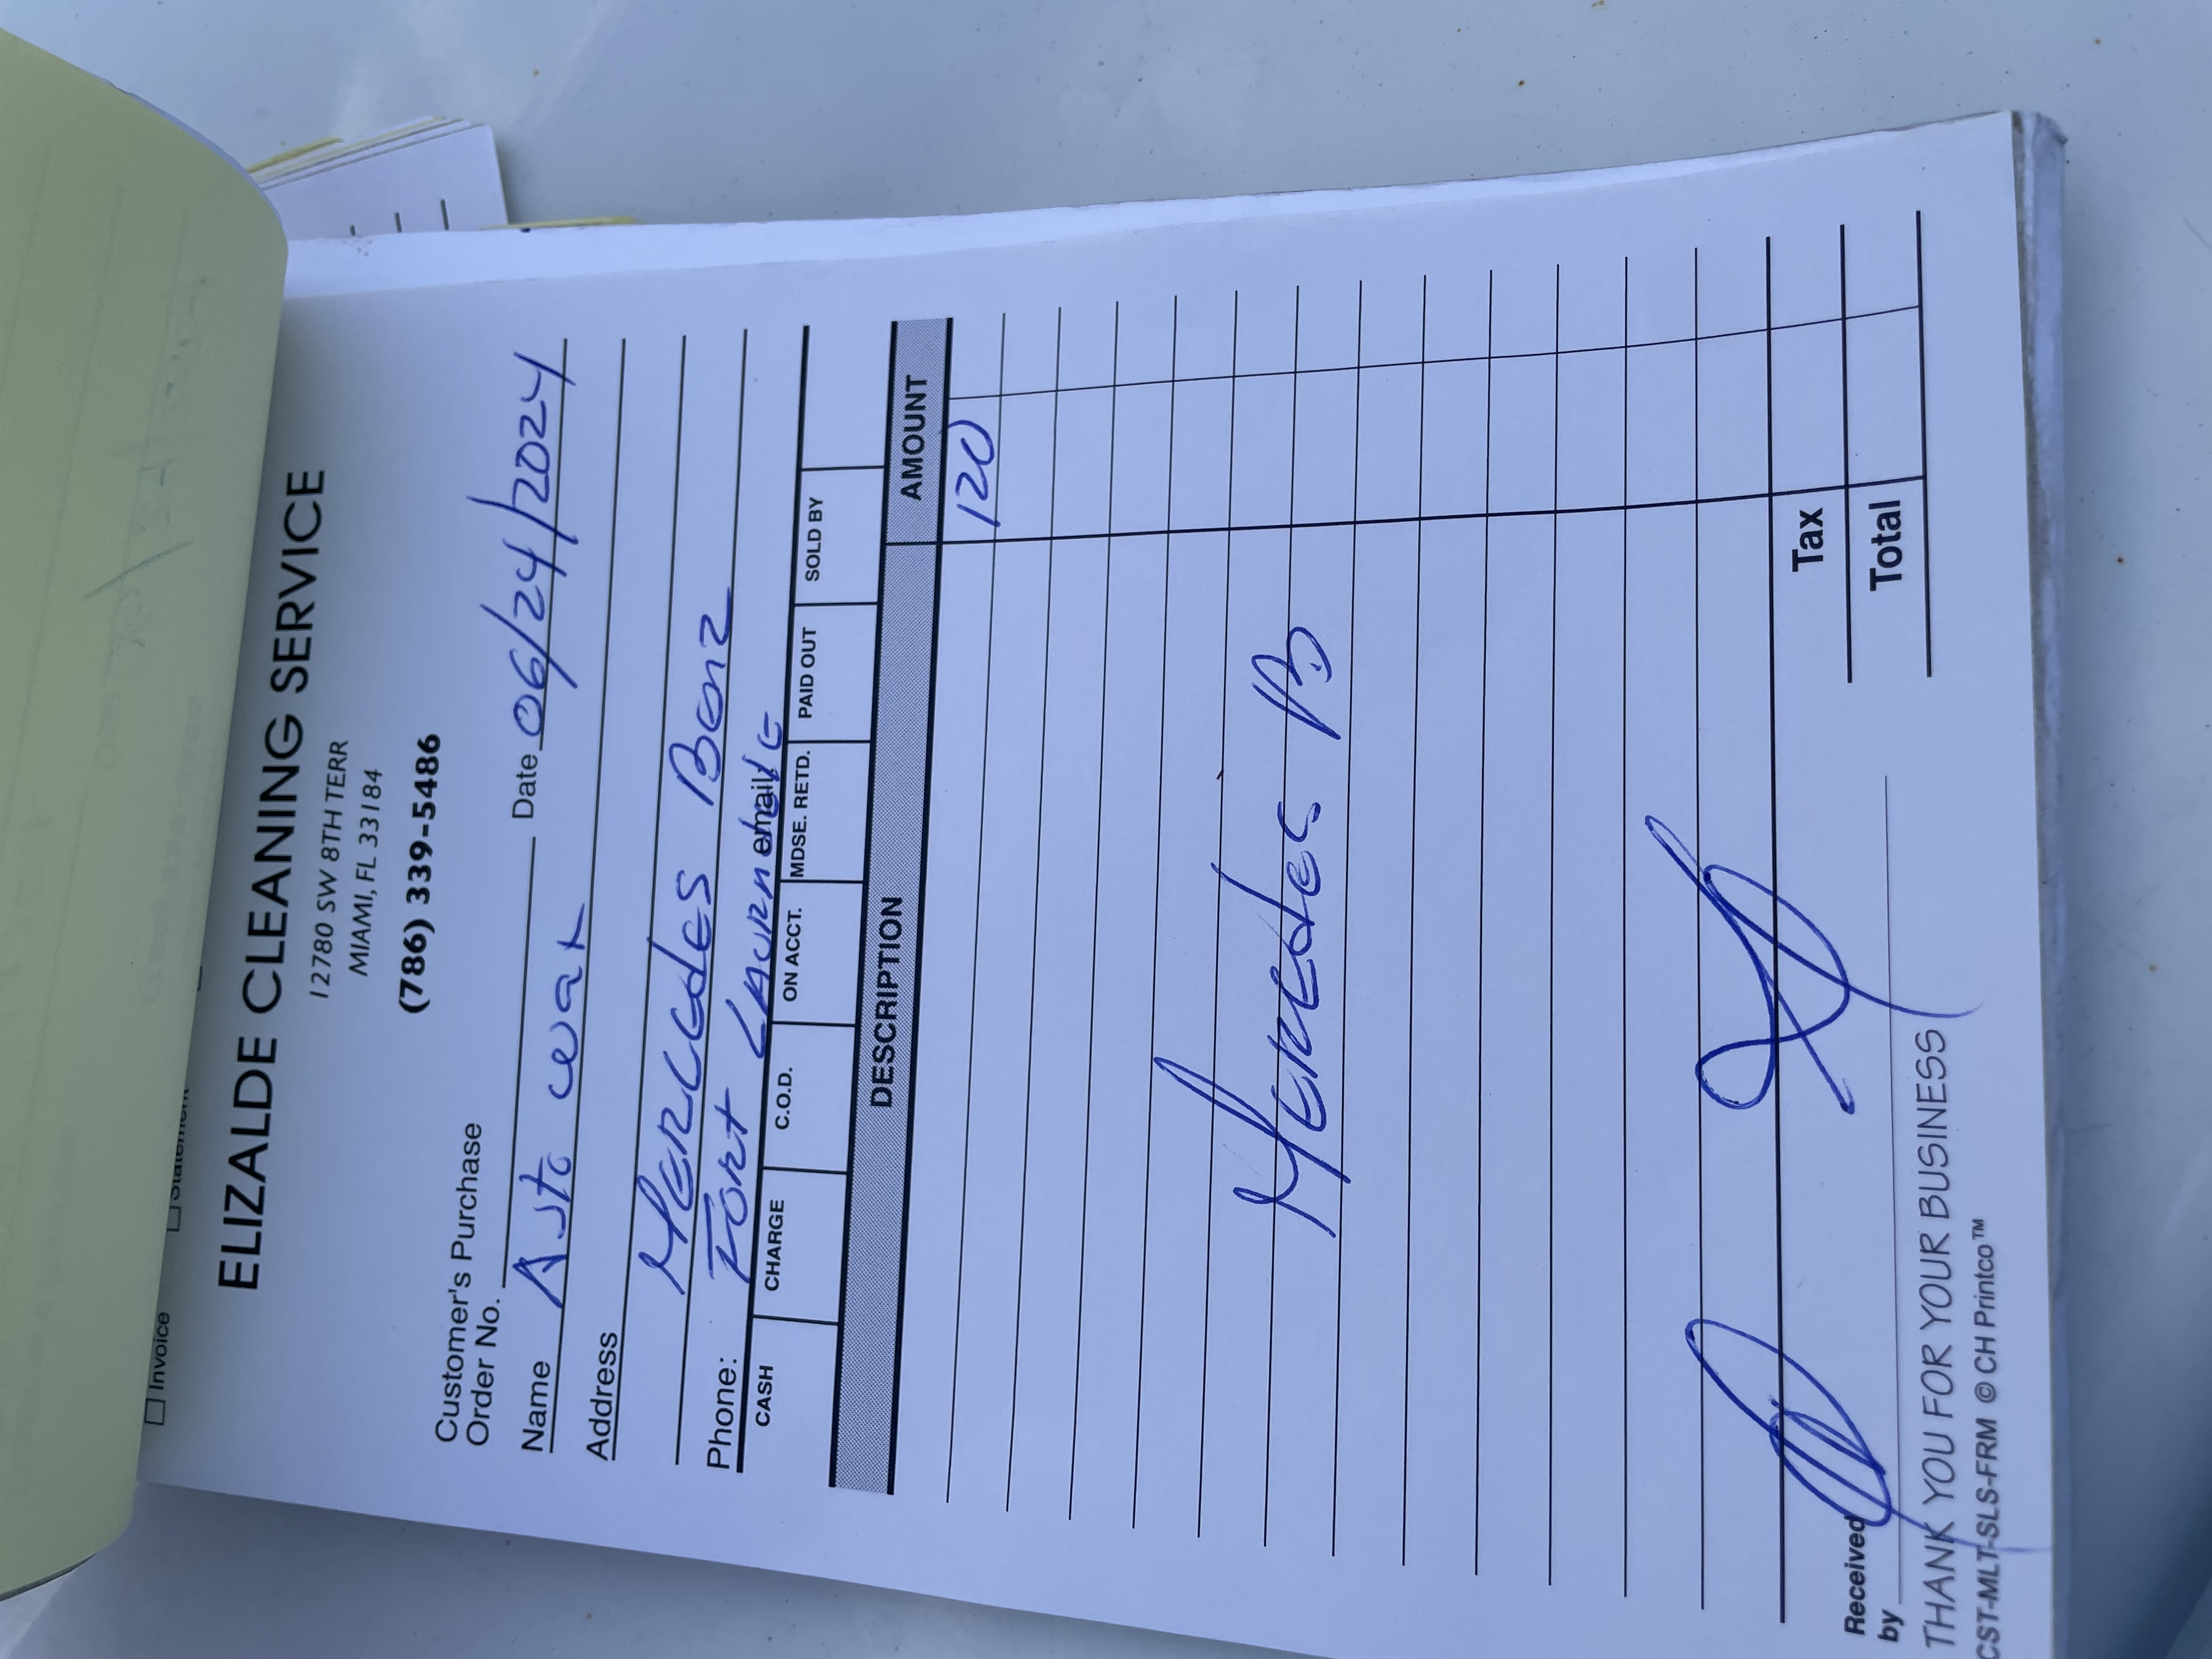 Invoice Statement
ELIZALDE CLEANING SERVICE
12780 SW 8TH TERR
MIAMI, FL 33184
(786) 339-5486
Customer's Purchase
Order No. Date 06/24/2024
Name
Address
Mercedes Benz
Phone: Fort email
CASH CHARGE C.O.D. ON ACCT. MDSE. RETD. PAID OUT SOLD BY
DESCRIPTION AMOUNT
120
Mercedes B
Tax
Total
Received
by
THANK YOU FOR YOUR BUSINESS
CST-MLT-SLS-FRM © CH Printco™